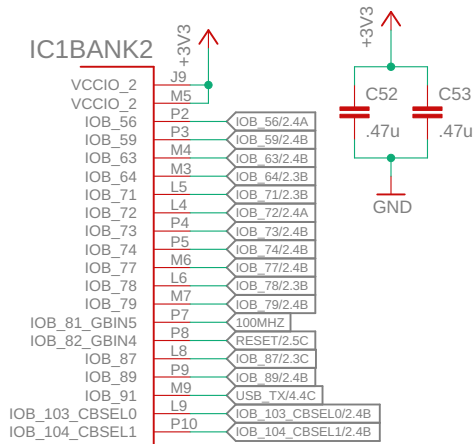 IC1BANK2
+3V3
VCCIO_2 J9
VCCIO_2 M5
IOB_56 P2 IOB_56/2.4A
IOB_59 P3 IOB_59/2.4B
IOB_63 M4 IOB_63/2.4B
IOB_64 M3 IOB_64/2.3B
IOB_71 L5 IOB_71/2.3B
IOB_72 L4 IOB_72/2.4A
IOB_73 P4 IOB_73/2.4B
IOB_74 P5 IOB_74/2.4B
IOB_77 M6 IOB_77/2.4B
IOB_78 L6 IOB_78/2.3B
IOB_79 M7 IOB_79/2.4B
IOB_81_GBIN5 P7 100MHZ
IOB_82_GBIN4 P8 RESET/2.5C
IOB_87 L8 IOB_87/2.3C
IOB_89 P9 IOB_89/2.4B
IOB_91 M9 USB_TX/4.4C
IOB_103_CBSEL0 L9 IOB_103_CBSEL0/2.4B
IOB_104_CBSEL1 P10 IOB_104_CBSEL1/2.4B
+3V3
C52 C53
.47u .47u
GND